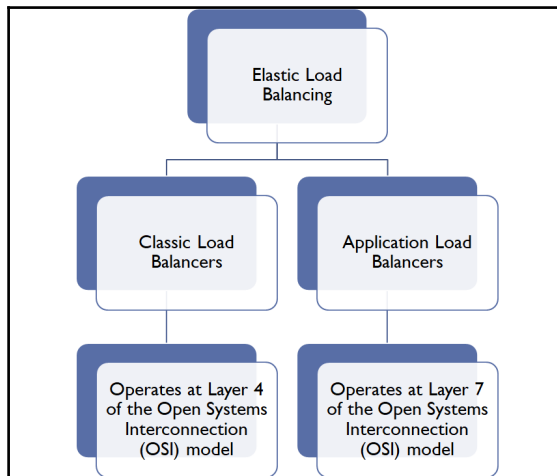 Elastic Load
Balancing
Classic Load
Balancers
Application Load
Balancers
Operates at Layer 4
of the Open Systems
Interconnection
(OSI) model
Operates at Layer 7
of the Open Systems
Interconnection
(OSI) model